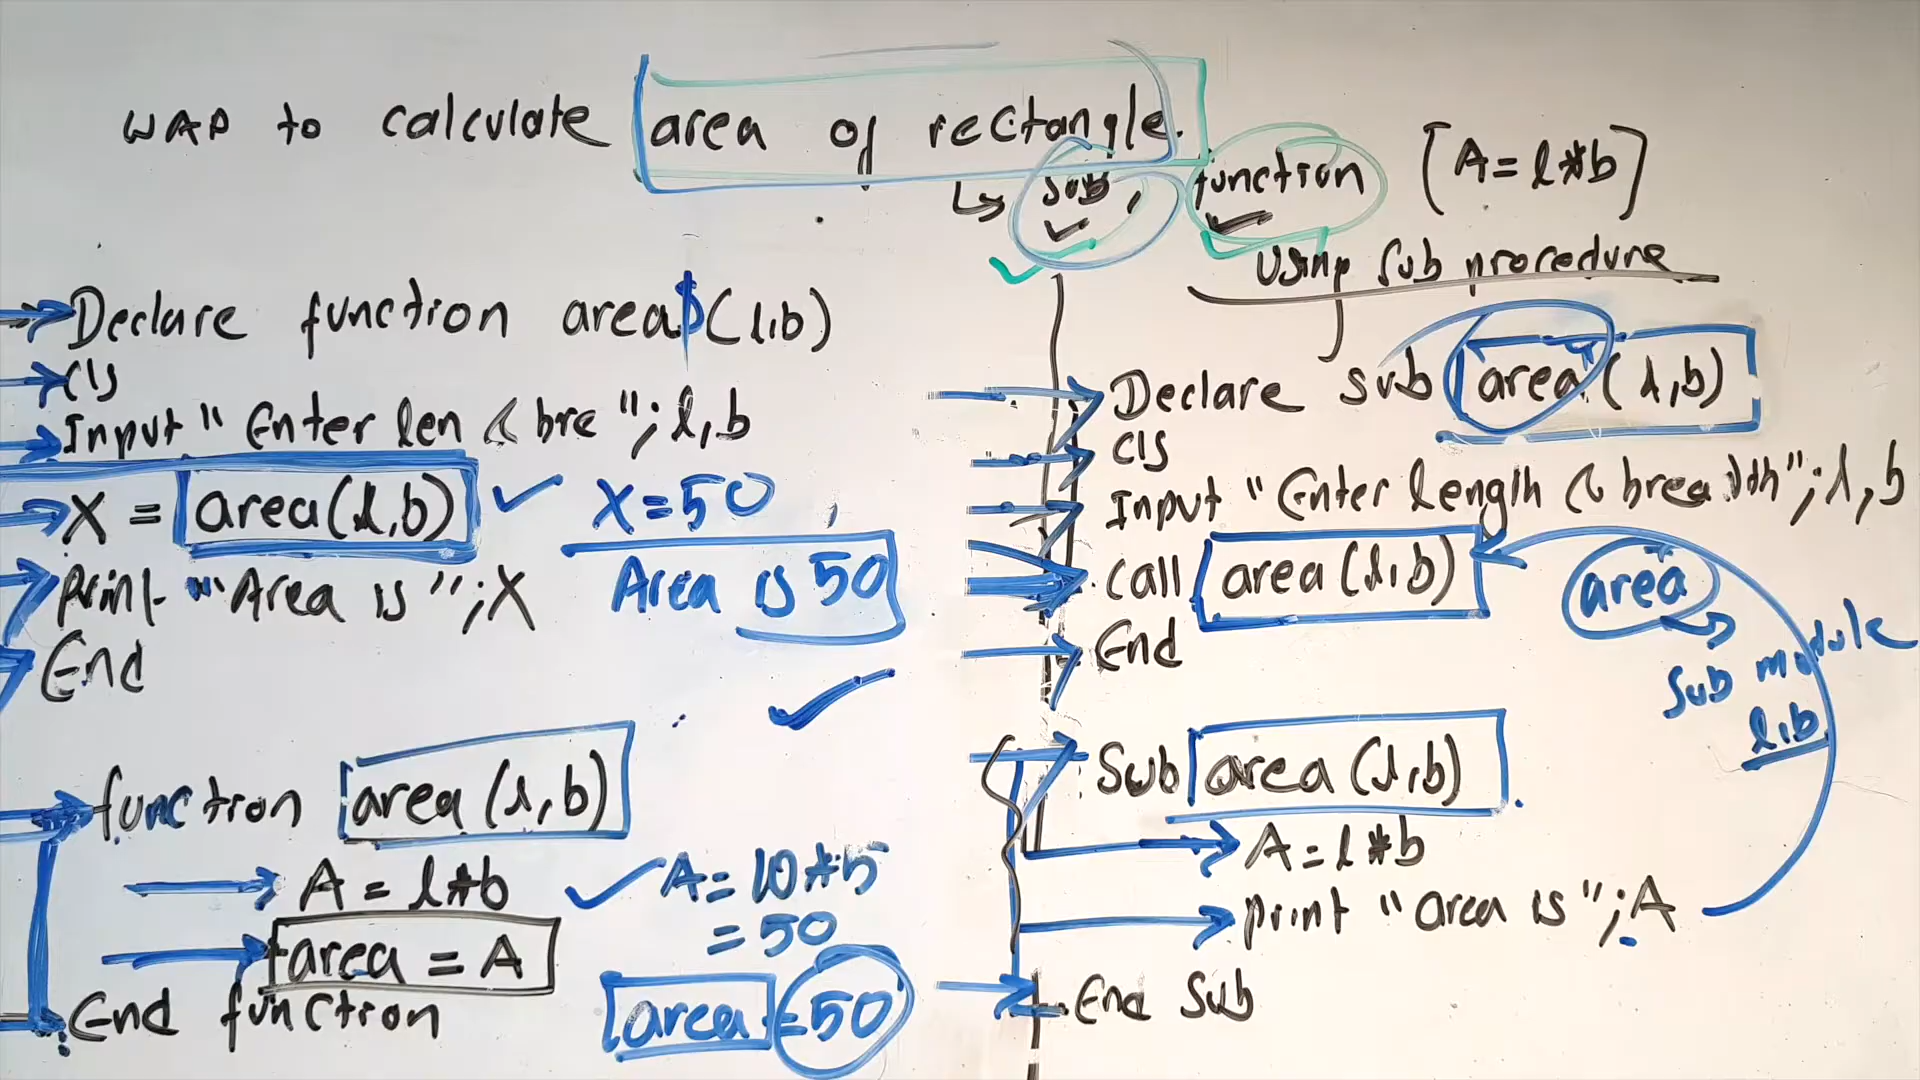 WAP to calculate area of rectangle.
↳ sub, function [A = l*b]
Declare function area$(l,b)
Cls
Input "Enter len & bre"; l, b
X = area(l,b) ✓ X=50
Print "Area is"; X Area is 50
End
function area(l,b)
A = l*b ✓ A= 10*5
= 50
area = A
End function area = 50
Using Sub procedure
Declare sub area(l,b)
Cls
Input "Enter length & breadth"; l, b
Call area(l,b)
End
area
Sub module
lib
Sub area(l,b)
A = l*b
print "area is"; A
End Sub